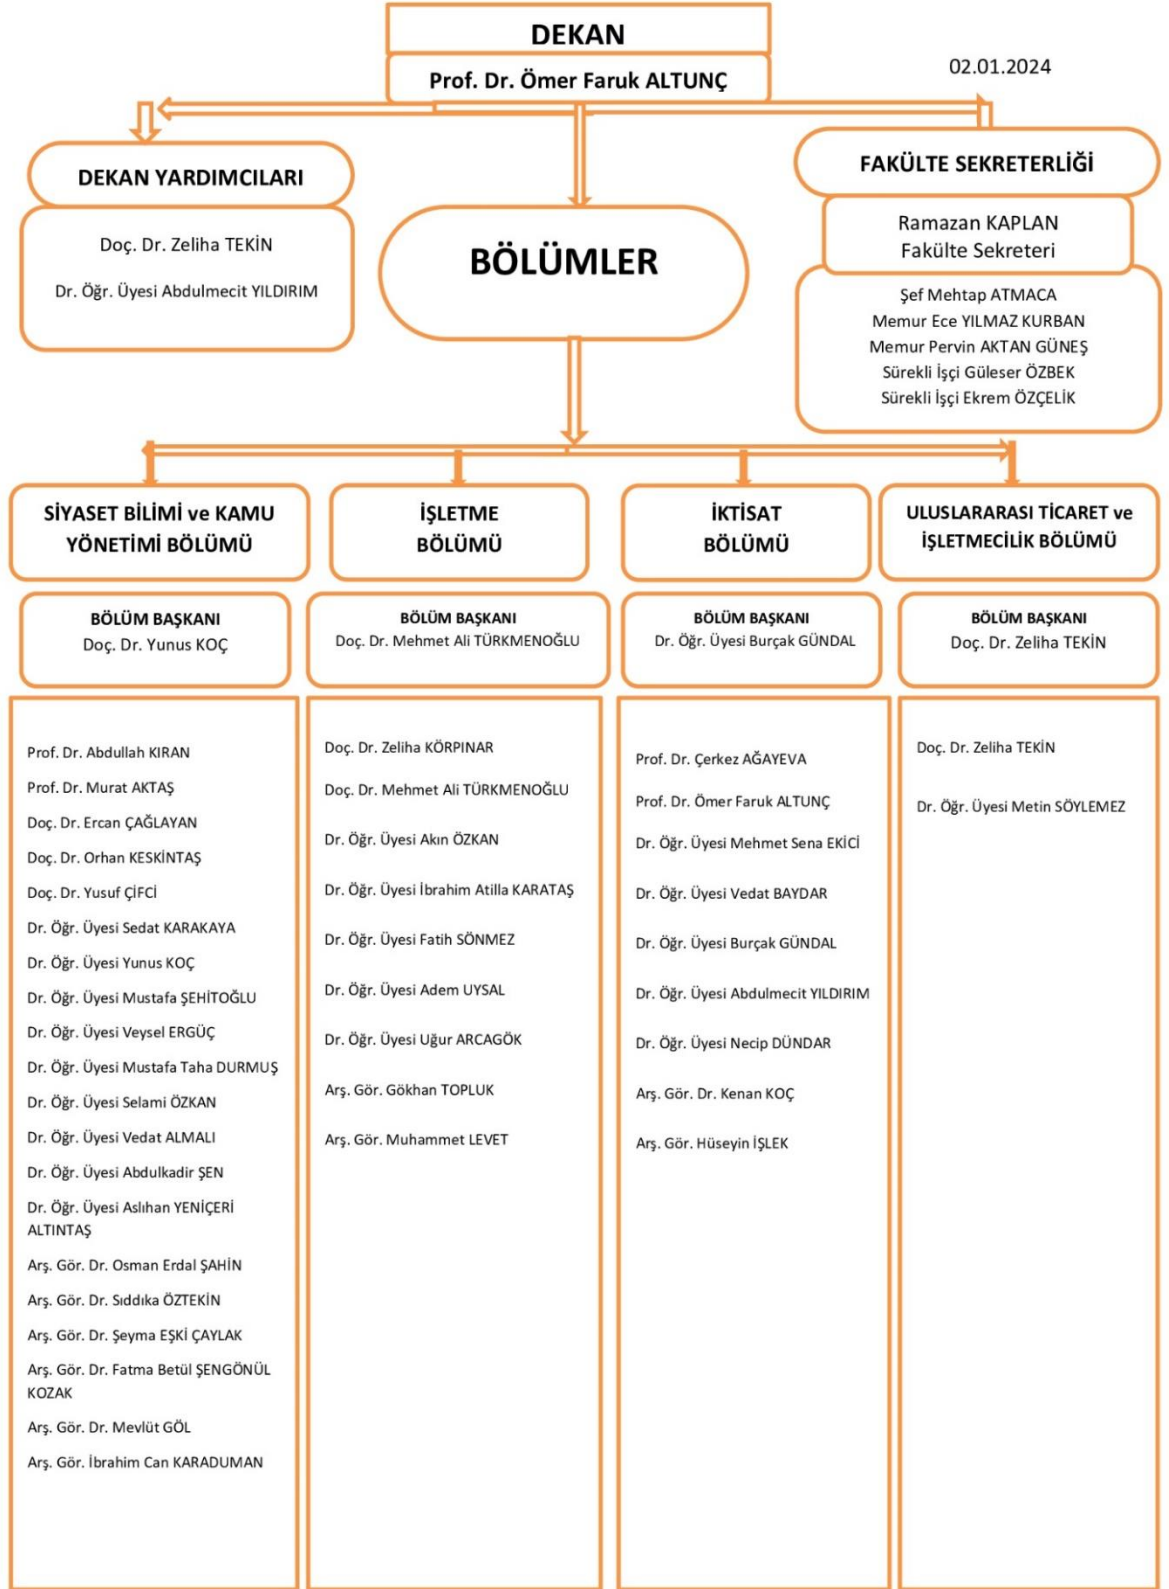 DEKAN
Prof. Dr. Ömer Faruk ALTUNÇ
02.01.2024
DEKAN YARDIMCILARI
Doç. Dr. Zeliha TEKİN
Dr. Öğr. Üyesi Abdulmecit YILDIRIM
BÖLÜMLER
FAKÜLTE SEKRETERLİĞİ
Ramazan KAPLAN
Fakülte Sekreteri
Şef Mehtap ATMACA
Memur Ece YILMAZ KURBAN
Memur Pervin AKTAN GÜNEŞ
Sürekli İşçi Güleser ÖZBEK
Sürekli İşçi Ekrem ÖZÇELİK
SİYASET BİLİMİ ve KAMU
YÖNETİMİ BÖLÜMÜ
BÖLÜM BAŞKANI
Doç. Dr. Yunus KOÇ
Prof. Dr. Abdullah KIRAN
Prof. Dr. Murat AKTAŞ
Doç. Dr. Ercan ÇAĞLAYAN
Doç. Dr. Orhan KESKİNTAŞ
Doç. Dr. Yusuf ÇİFCİ
Dr. Öğr. Üyesi Sedat KARAKAYA
Dr. Öğr. Üyesi Yunus KOÇ
Dr. Öğr. Üyesi Mustafa ŞEHİTOĞLU
Dr. Öğr. Üyesi Veysel ERGÜÇ
Dr. Öğr. Üyesi Mustafa Taha DURMUŞ
Dr. Öğr. Üyesi Selami ÖZKAN
Dr. Öğr. Üyesi Vedat ALMALI
Dr. Öğr. Üyesi Abdulkadir ŞEN
Dr. Öğr. Üyesi Aslıhan YENİÇERİ
ALTINTAŞ
Arş. Gör. Dr. Osman Erdal ŞAHİN
Arş. Gör. Dr. Sıddıka ÖZTEKİN
Arş. Gör. Dr. Şeyma EŞKİ ÇAYLAK
Arş. Gör. Dr. Fatma Betül ŞENGÖNÜL
KOZAK
Arş. Gör. Dr. Mevlüt GÖL
Arş. Gör. İbrahim Can KARADUMAN
İŞLETME
BÖLÜMÜ
BÖLÜM BAŞKANI
Doç. Dr. Mehmet Ali TÜRKMENOĞLU
Doç. Dr. Zeliha KÖRPINAR
Doç. Dr. Mehmet Ali TÜRKMENOĞLU
Dr. Öğr. Üyesi Akın ÖZKAN
Dr. Öğr. Üyesi İbrahim Atilla KARATAŞ
Dr. Öğr. Üyesi Fatih SÖNMEZ
Dr. Öğr. Üyesi Adem UYSAL
Dr. Öğr. Üyesi Uğur ARCAGÖK
Arş. Gör. Gökhan TOPLUK
Arş. Gör. Muhammet LEVET
İKTİSAT
BÖLÜMÜ
BÖLÜM BAŞKANI
Dr. Öğr. Üyesi Burçak GÜNDAL
Prof. Dr. Çerkez AĞAYEVA
Prof. Dr. Ömer Faruk ALTUNÇ
Dr. Öğr. Üyesi Mehmet Sena EKİCİ
Dr. Öğr. Üyesi Vedat BAYDAR
Dr. Öğr. Üyesi Burçak GÜNDAL
Dr. Öğr. Üyesi Abdulmecit YILDIRIM
Dr. Öğr. Üyesi Necip DÜNDAR
Arş. Gör. Dr. Kenan KOÇ
Arş. Gör. Hüseyin İŞLEK
ULUSLARARASI TİCARET ve
İŞLETMECİLİK BÖLÜMÜ
BÖLÜM BAŞKANI
Doç. Dr. Zeliha TEKİN
Doç. Dr. Zeliha TEKİN
Dr. Öğr. Üyesi Metin SÖYLEMEZ